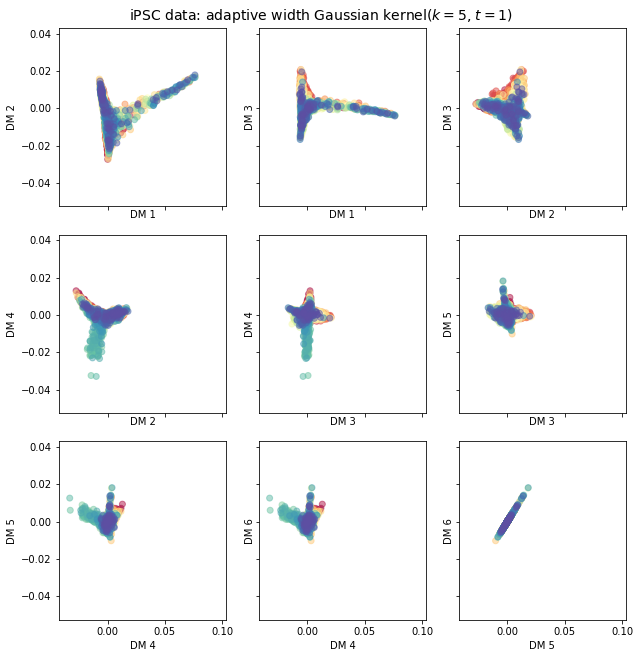 iPSC data: adaptive width Gaussian kernel(k = 5, t = 1)
0.04
0.02
0.00
−0.02
−0.04
DM 2
DM 1
DM 3
DM 1
DM 3
DM 2
0.04
0.02
0.00
−0.02
−0.04
DM 4
DM 2
DM 4
DM 3
DM 5
DM 3
0.04
0.02
0.00
−0.02
−0.04
DM 5
0.00 0.05 0.10
DM 4
DM 6
0.00 0.05 0.10
DM 4
DM 6
0.00 0.05 0.10
DM 5